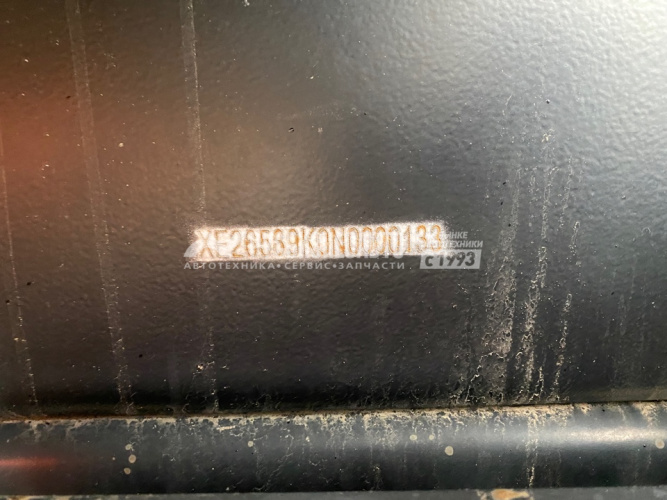 XE26589K0N0000133
АВТОТЕХНИКА•СЕРВИС•ЗАПЧАСТИ
С 1993